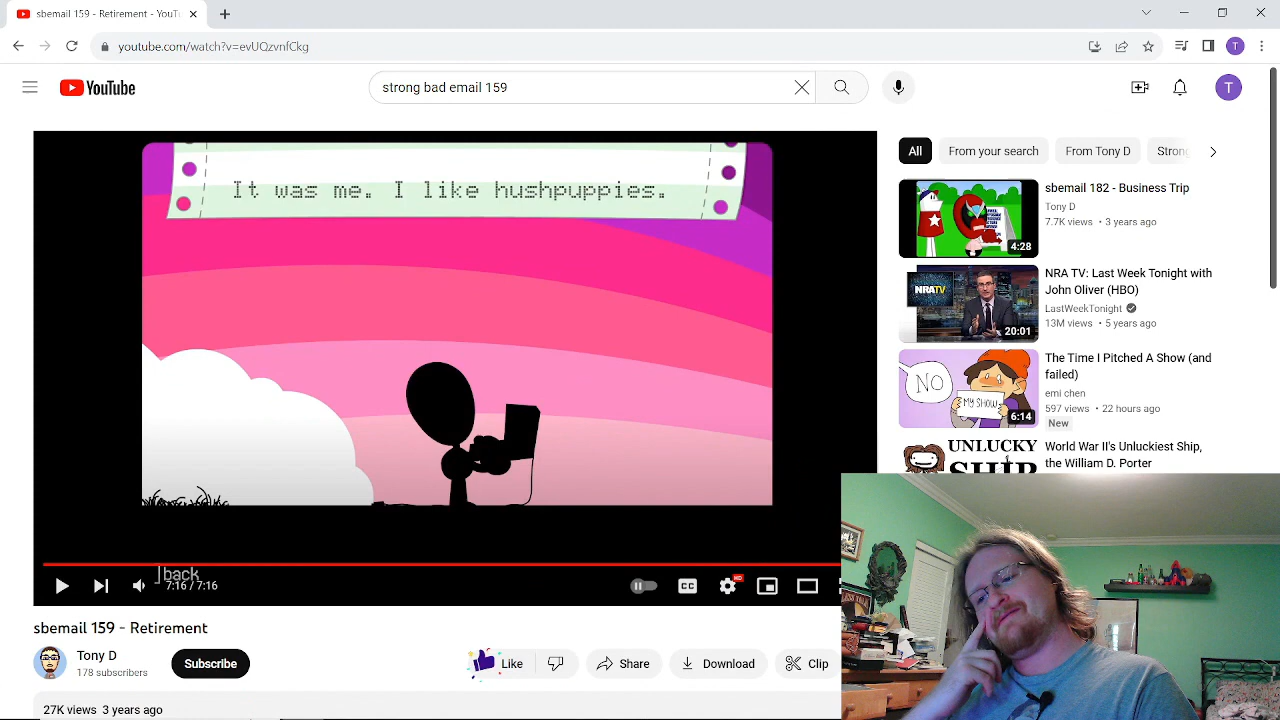 sbemail 159 - Retirement - YouTu
youtube.com/watch?v=evUQzvnfCkg
YouTube
strong bad email 159
T
T
It was me. I like hushpuppies.
back
7:16 / 7:16
CC
HD
sbemail 159 - Retirement
Tony D
178 subscribers
Subscribe
Like
Share
Download
Clip
27K views 3 years ago
All
From your search
From Tony D
Strong
sbemail 182 - Business Trip
Tony D
7.7K views • 3 years ago
4:28
NRATV
NRA TV: Last Week Tonight with
John Oliver (HBO)
LastWeekTonight
13M views • 5 years ago
20:01
NO
MY SHOW
The Time I Pitched A Show (and
failed)
emi chen
597 views • 22 hours ago
New
6:14
UNLUCKY
SHIP
World War II's Unluckiest Ship,
the William D. Porter